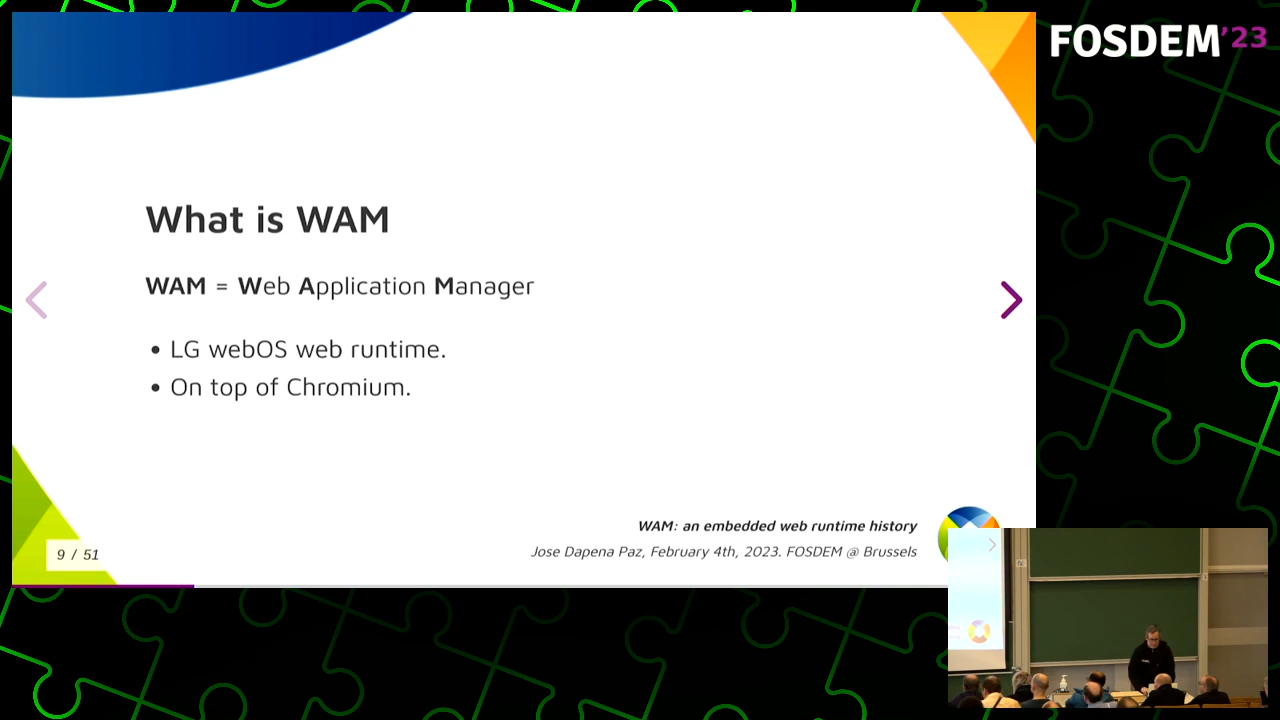 FOSDEM'23
What is WAM
WAM = Web Application Manager
• LG webOS web runtime.
• On top of Chromium.
WAM: an embedded web runtime history
Jose Dapena Paz, February 4th, 2023. FOSDEM @ Brussels
9 / 51